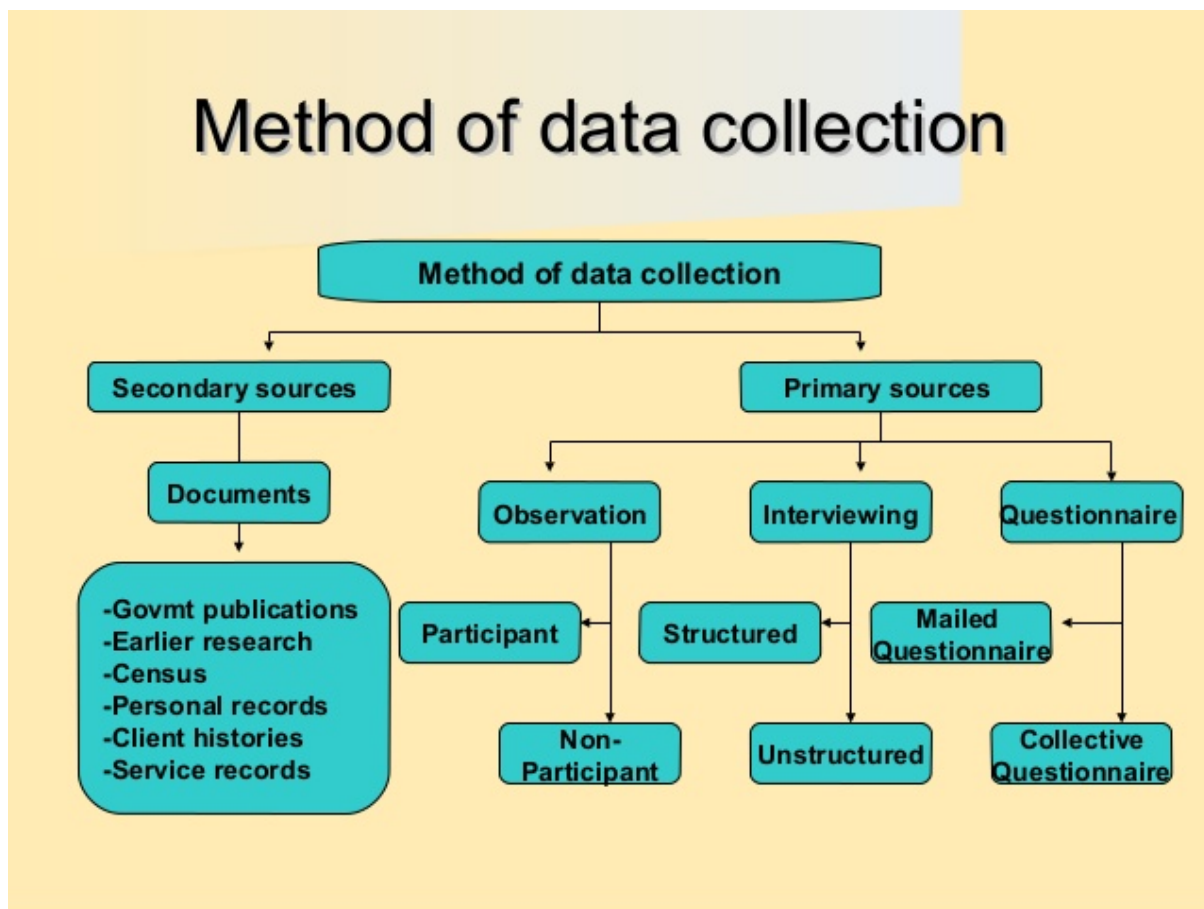 Method of data collection
Method of data collection
Secondary sources
Primary sources
Documents
Observation
Interviewing
Questionnaire
-Govmt publications
-Earlier research
-Census
-Personal records
-Client histories
-Service records
Participant
Structured
Mailed
Questionnaire
Non-
Participant
Unstructured
Collective
Questionnaire